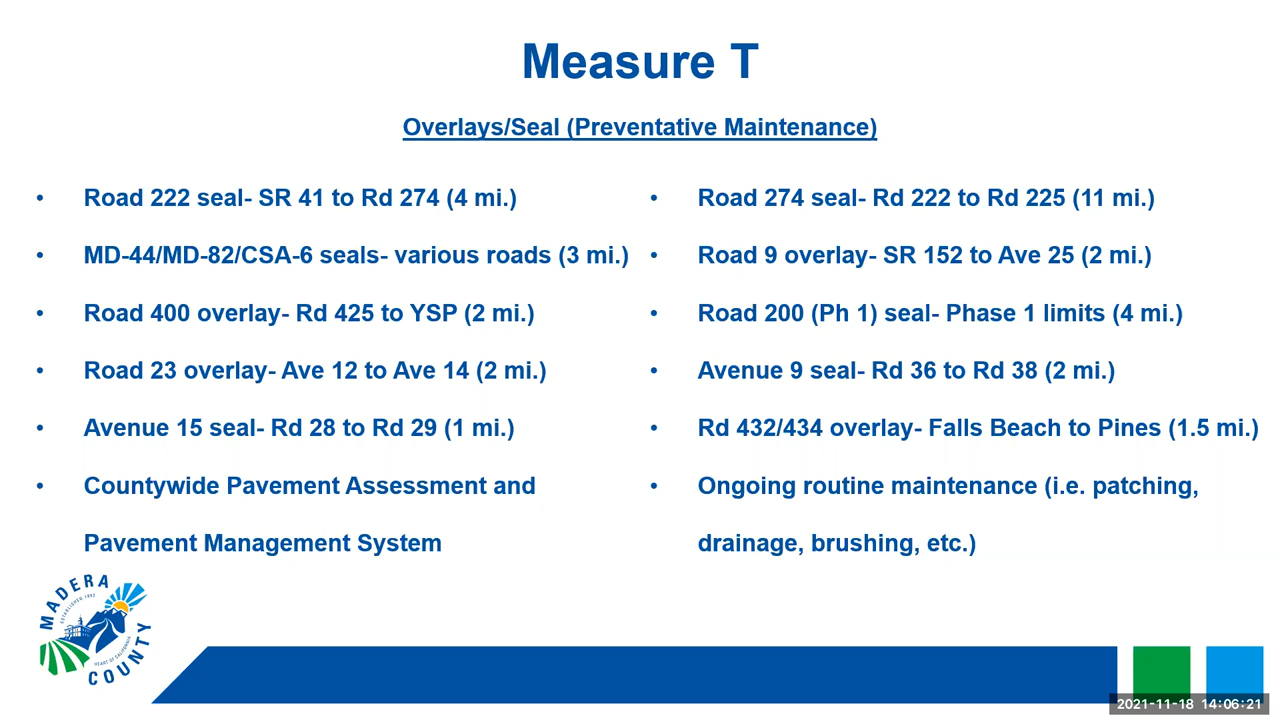 Measure T
Overlays/Seal (Preventative Maintenance)
• Road 222 seal- SR 41 to Rd 274 (4 mi.)
• MD-44/MD-82/CSA-6 seals- various roads (3 mi.)
• Road 400 overlay- Rd 425 to YSP (2 mi.)
• Road 23 overlay- Ave 12 to Ave 14 (2 mi.)
• Avenue 15 seal- Rd 28 to Rd 29 (1 mi.)
• Countywide Pavement Assessment and
Pavement Management System
• Road 274 seal- Rd 222 to Rd 225 (11 mi.)
• Road 9 overlay- SR 152 to Ave 25 (2 mi.)
• Road 200 (Ph 1) seal- Phase 1 limits (4 mi.)
• Avenue 9 seal- Rd 36 to Rd 38 (2 mi.)
• Rd 432/434 overlay- Falls Beach to Pines (1.5 mi.)
• Ongoing routine maintenance (i.e. patching,
drainage, brushing, etc.)
MADERA
ESTABLISHED 1893
HEART OF CALIFORNIA
COUNTY
2021-11-18 14:06:21